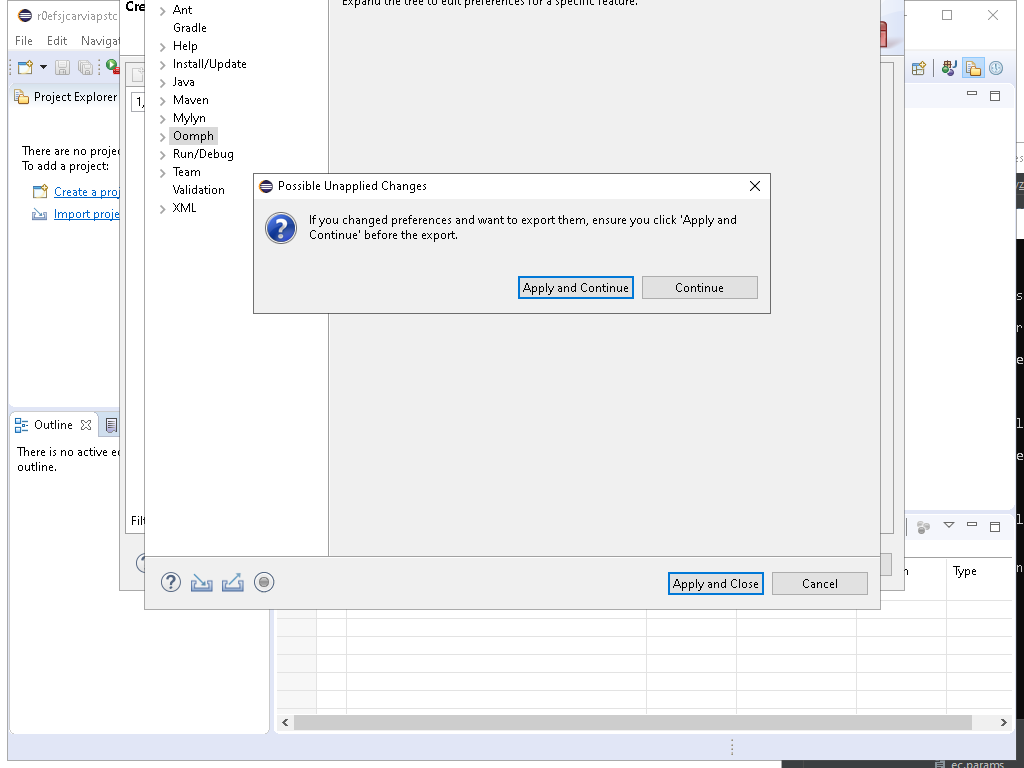 r0efsjcarviapstc
File Edit Navigat
Cre
Expand the tree to edit preferences for a specific feature.
Project Explorer
There are no proje
To add a project:
Create a proj
Import proje
1,
Ant
Gradle
Help
Install/Update
Java
Maven
Mylyn
Oomph
Run/Debug
Team
Validation
XML
Possible Unapplied Changes
If you changed preferences and want to export them, ensure you click 'Apply and
Continue' before the export.
Apply and Continue
Continue
Outline
There is no active ed
outline.
Filt
Apply and Close
Cancel
Type
ec.params